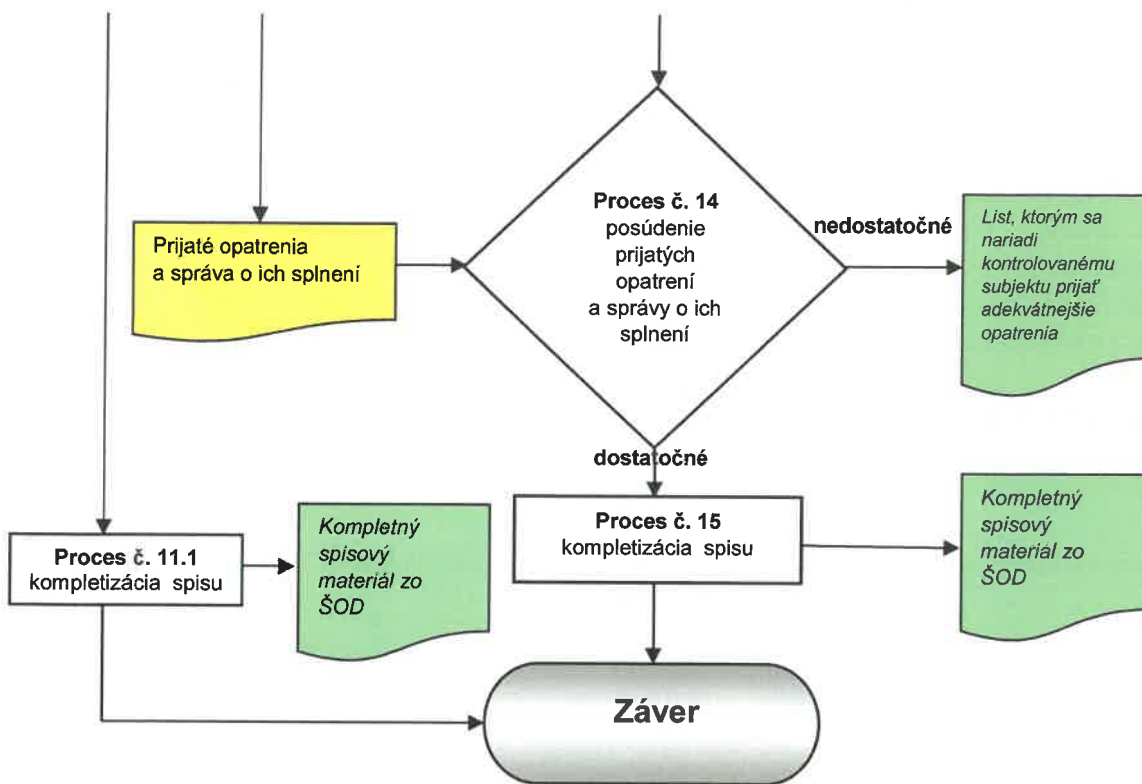 Prijaté opatrenia
a správa o ich splnení
Proces č. 14
posúdenie
prijatých
opatrení
a správy o ich
splnení
nedostatočné
List, ktorým sa
nariadi
kontrolovanému
subjektu prijať
adekvátnejšie
opatrenia
dostatočné
Proces č. 11.1
kompletizácia spisu
Kompletný
spisový
materiál zo
ŠOD
Proces č. 15
kompletizácia spisu
Kompletný
spisový
materiál zo
ŠOD
Záver